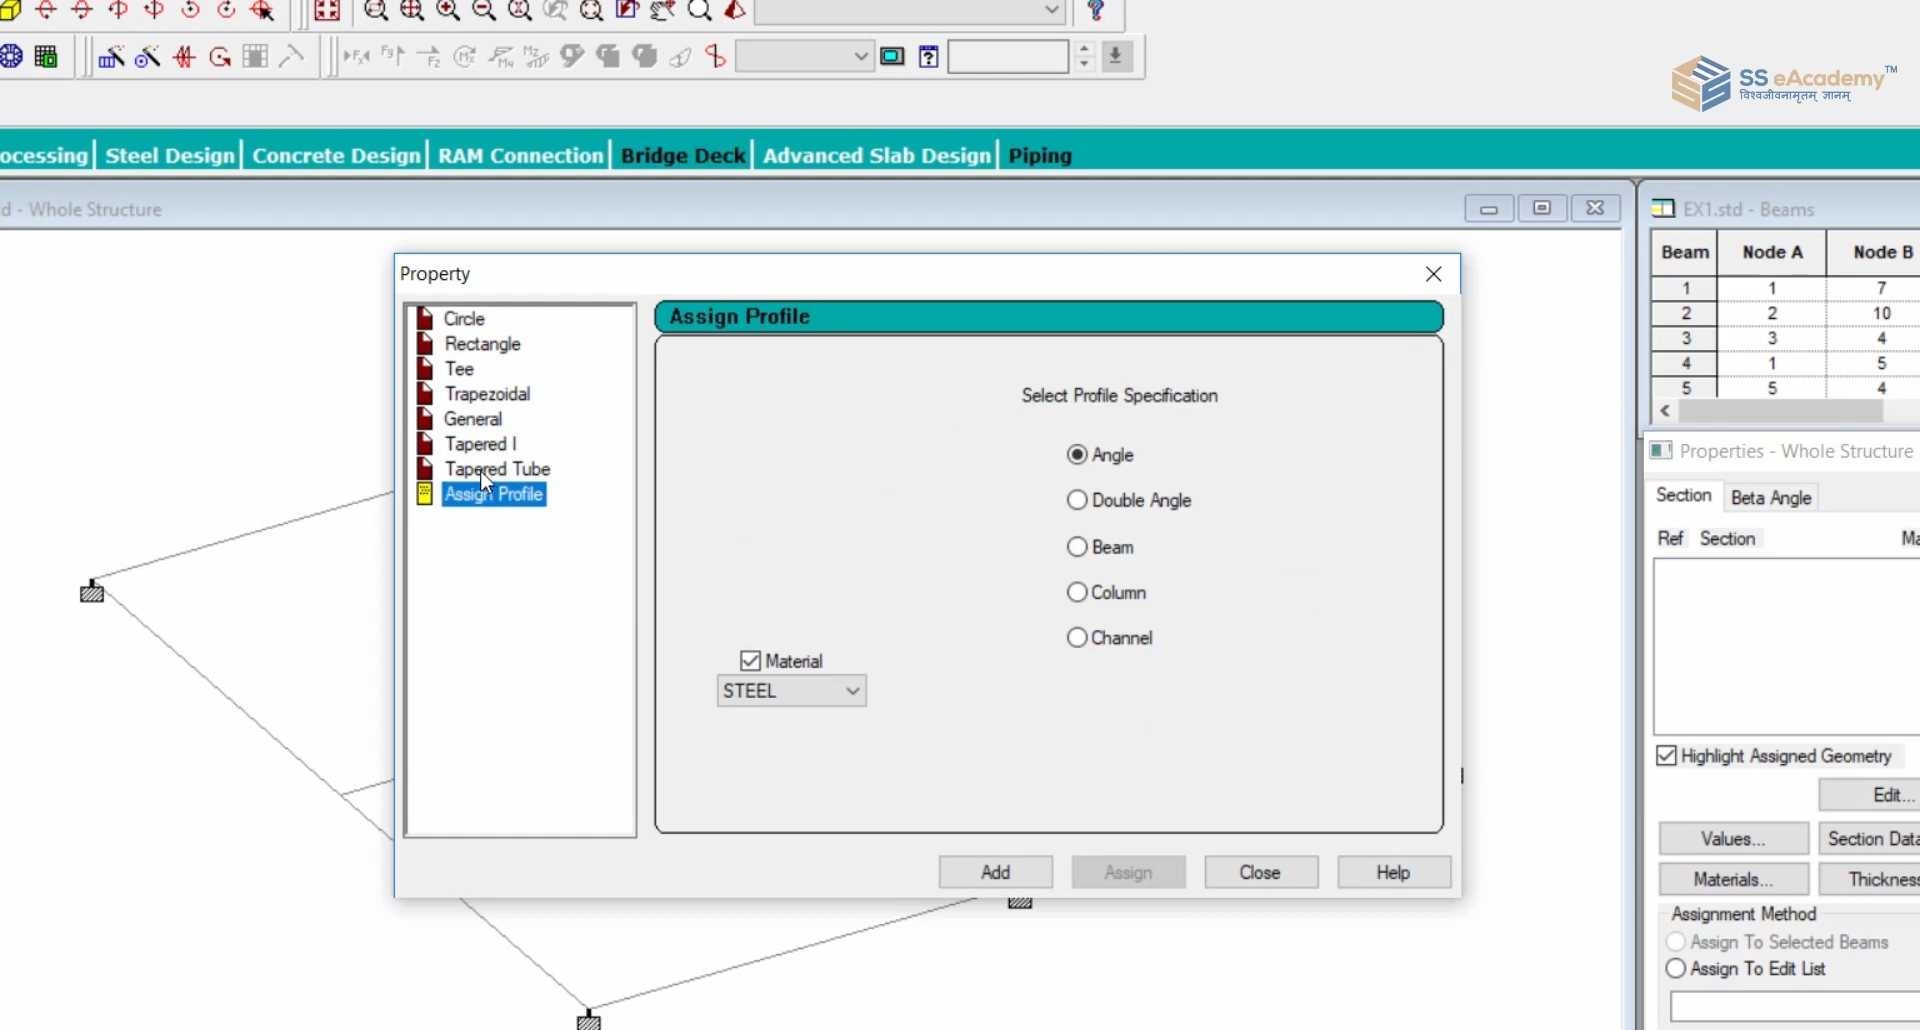 SS eAcademy™
विश्वजीवनामृतम् ज्ञानम्
ocessing Steel Design Concrete Design RAM Connection Bridge Deck Advanced Slab Design Piping
d - Whole Structure
EX1.std - Beams
Beam Node A Node B
1 1 7
2 2 10
3 3 4
4 1 5
5 5 4
Property
Circle
Rectangle
Tee
Trapezoidal
General
Tapered I
Tapered Tube
Assign Profile
Assign Profile
Select Profile Specification
Angle
Double Angle
Beam
Column
Channel
Material
STEEL
Add Assign Close Help
Properties - Whole Structure
Section Beta Angle
Ref Section Ma
Highlight Assigned Geometry
Edit...
Values... Section Data
Materials... Thickness
Assignment Method
Assign To Selected Beams
Assign To Edit List